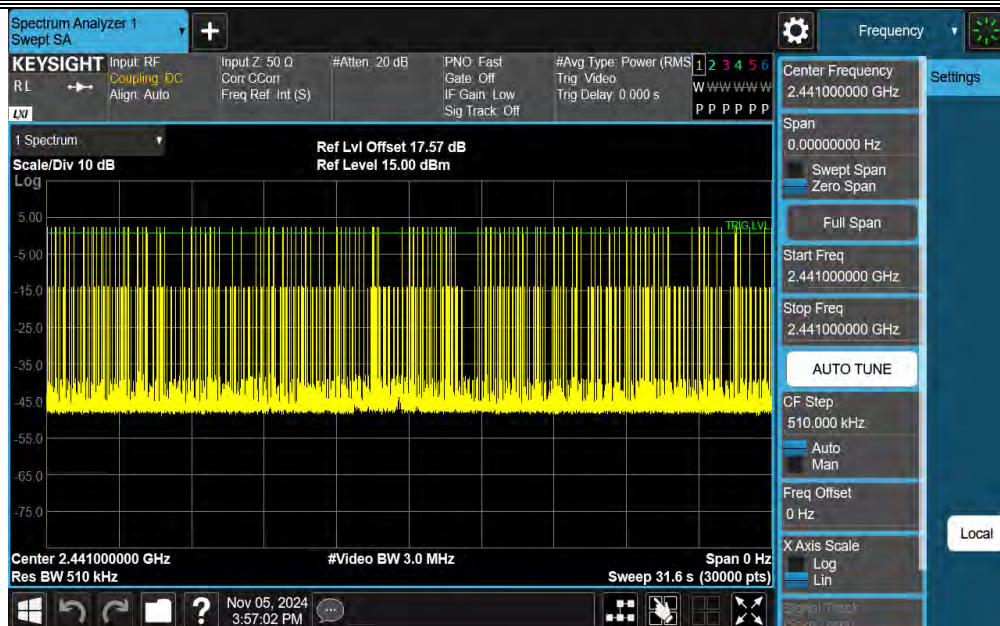 Spectrum Analyzer 1
Swept SA
+
Frequency
KEYSIGHT
RL
LXI
Input: RF
Coupling: DC
Align: Auto
Input Z: 50 Ω
Corr CCorr
Freq Ref: Int (S)
#Atten: 20 dB
PNO: Fast
Gate: Off
IF Gain: Low
Sig Track: Off
#Avg Type: Power (RMS
Trig: Video
Trig Delay: 0.000 s
1 2 3 4 5 6
W W W W W W
P P P P P P
1 Spectrum
Scale/Div 10 dB
Log
Ref Lvl Offset 17.57 dB
Ref Level 15.00 dBm
5.00
TRIG LVL
-5.00
-15.0
-25.0
-35.0
-45.0
-55.0
-65.0
-75.0
Center 2.441000000 GHz
Res BW 510 kHz
#Video BW 3.0 MHz
Span 0 Hz
Sweep 31.6 s (30000 pts)
?
Nov 05, 2024
3:57:02 PM
Center Frequency
2.441000000 GHz
Span
0.00000000 Hz
Swept Span
Zero Span
Full Span
Start Freq
2.441000000 GHz
Stop Freq
2.441000000 GHz
AUTO TUNE
CF Step
510.000 kHz
Auto
Man
Freq Offset
0 Hz
X Axis Scale
Log
Lin
Signal Track
Settings
Local